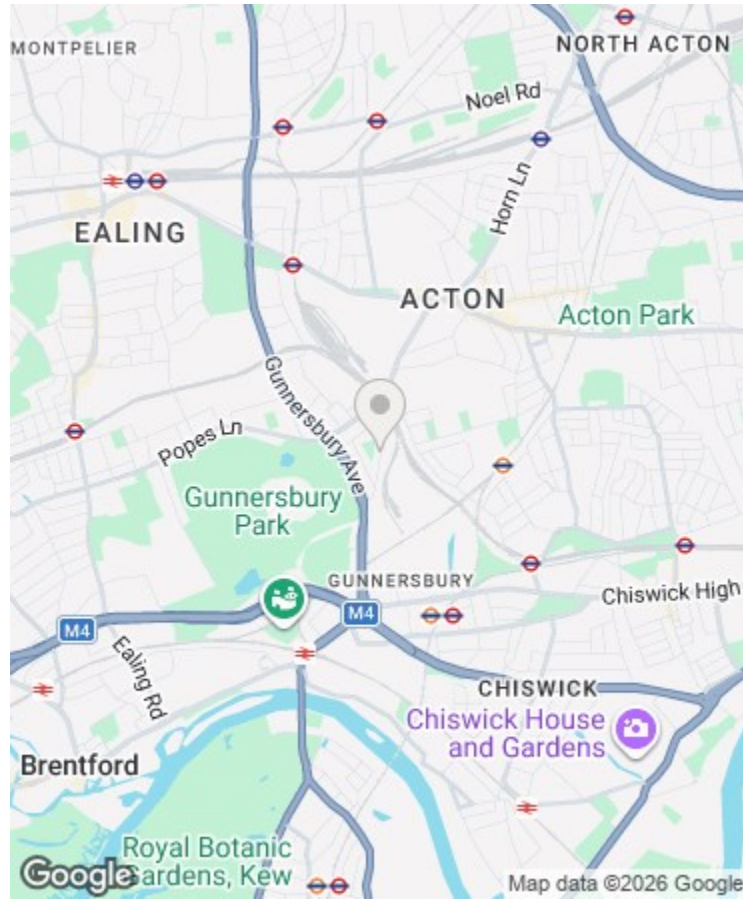 MONTPELIER
NORTH ACTON
Noel Rd
Horn Ln
EALING
ACTON
Acton Park
Gunnersbury Ave
Popes Ln
Gunnersbury
Park
GUNNERSBURY
Chiswick High
M4
M4
Ealing Rd
CHISWICK
Chiswick House
and Gardens
Brentford
Royal Botanic
Gardens, Kew
Google
Map data ©2026 Google